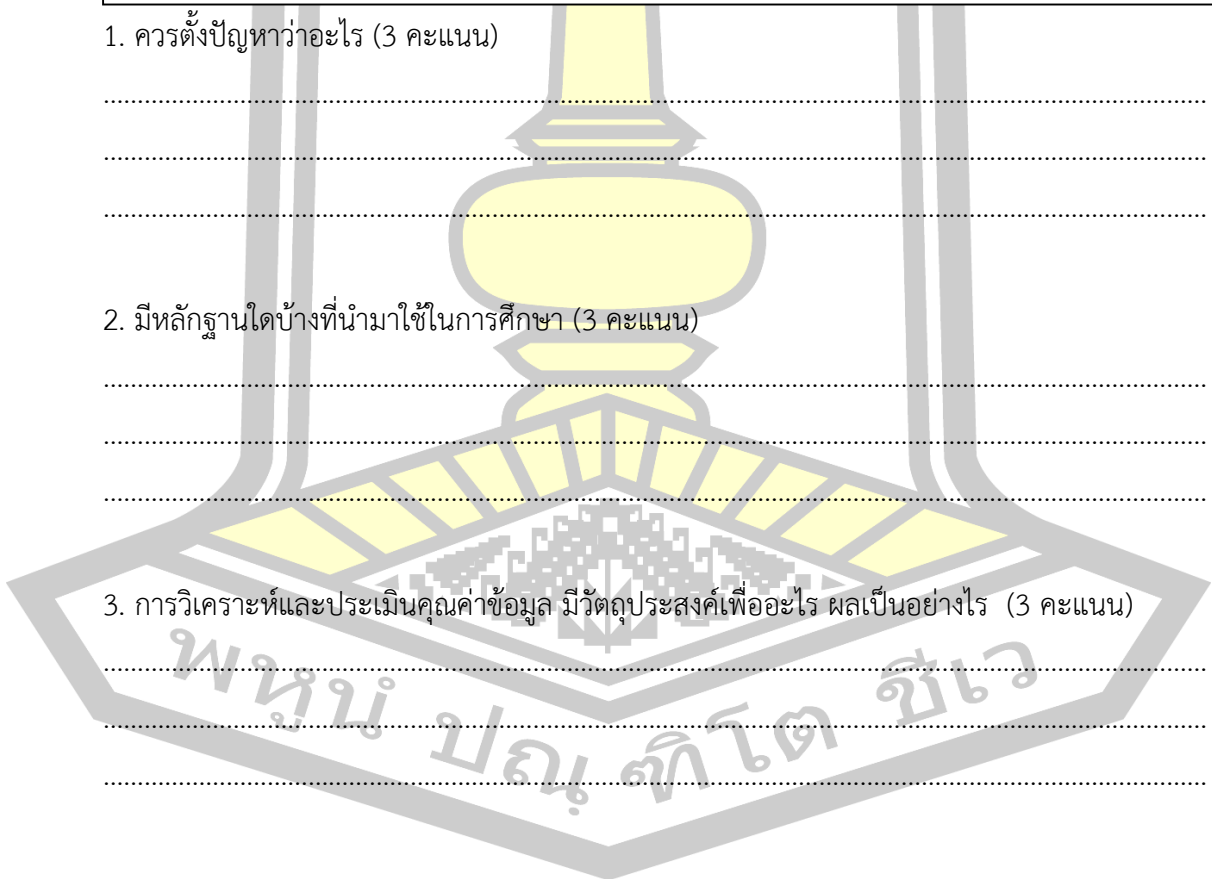 1. ควรตั้งปัญหาว่าอะไร (3 คะแนน)
................................................................................
................................................................................
................................................................................
2. มีหลักฐานใดบ้างที่นำมาใช้ในการศึกษา (3 คะแนน)
................................................................................
................................................................................
................................................................................
3. การวิเคราะห์และประเมินคุณค่าข้อมูล มีวัตถุประสงค์เพื่ออะไร ผลเป็นอย่างไร (3 คะแนน)
................................................................................
................................................................................
................................................................................
พหูนํ ปณฺฑิโต ชีเว